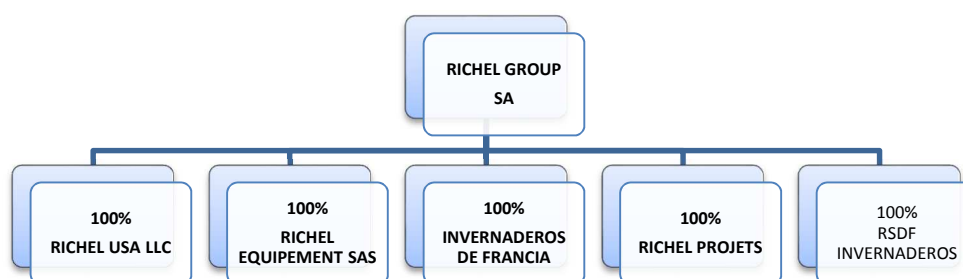 RICHEL GROUP
SA
100%
RICHEL USA LLC
100%
RICHEL
EQUIPEMENT SAS
100%
INVERNADEROS
DE FRANCIA
100%
RICHEL PROJETS
100%
RSDF
INVERNADEROS